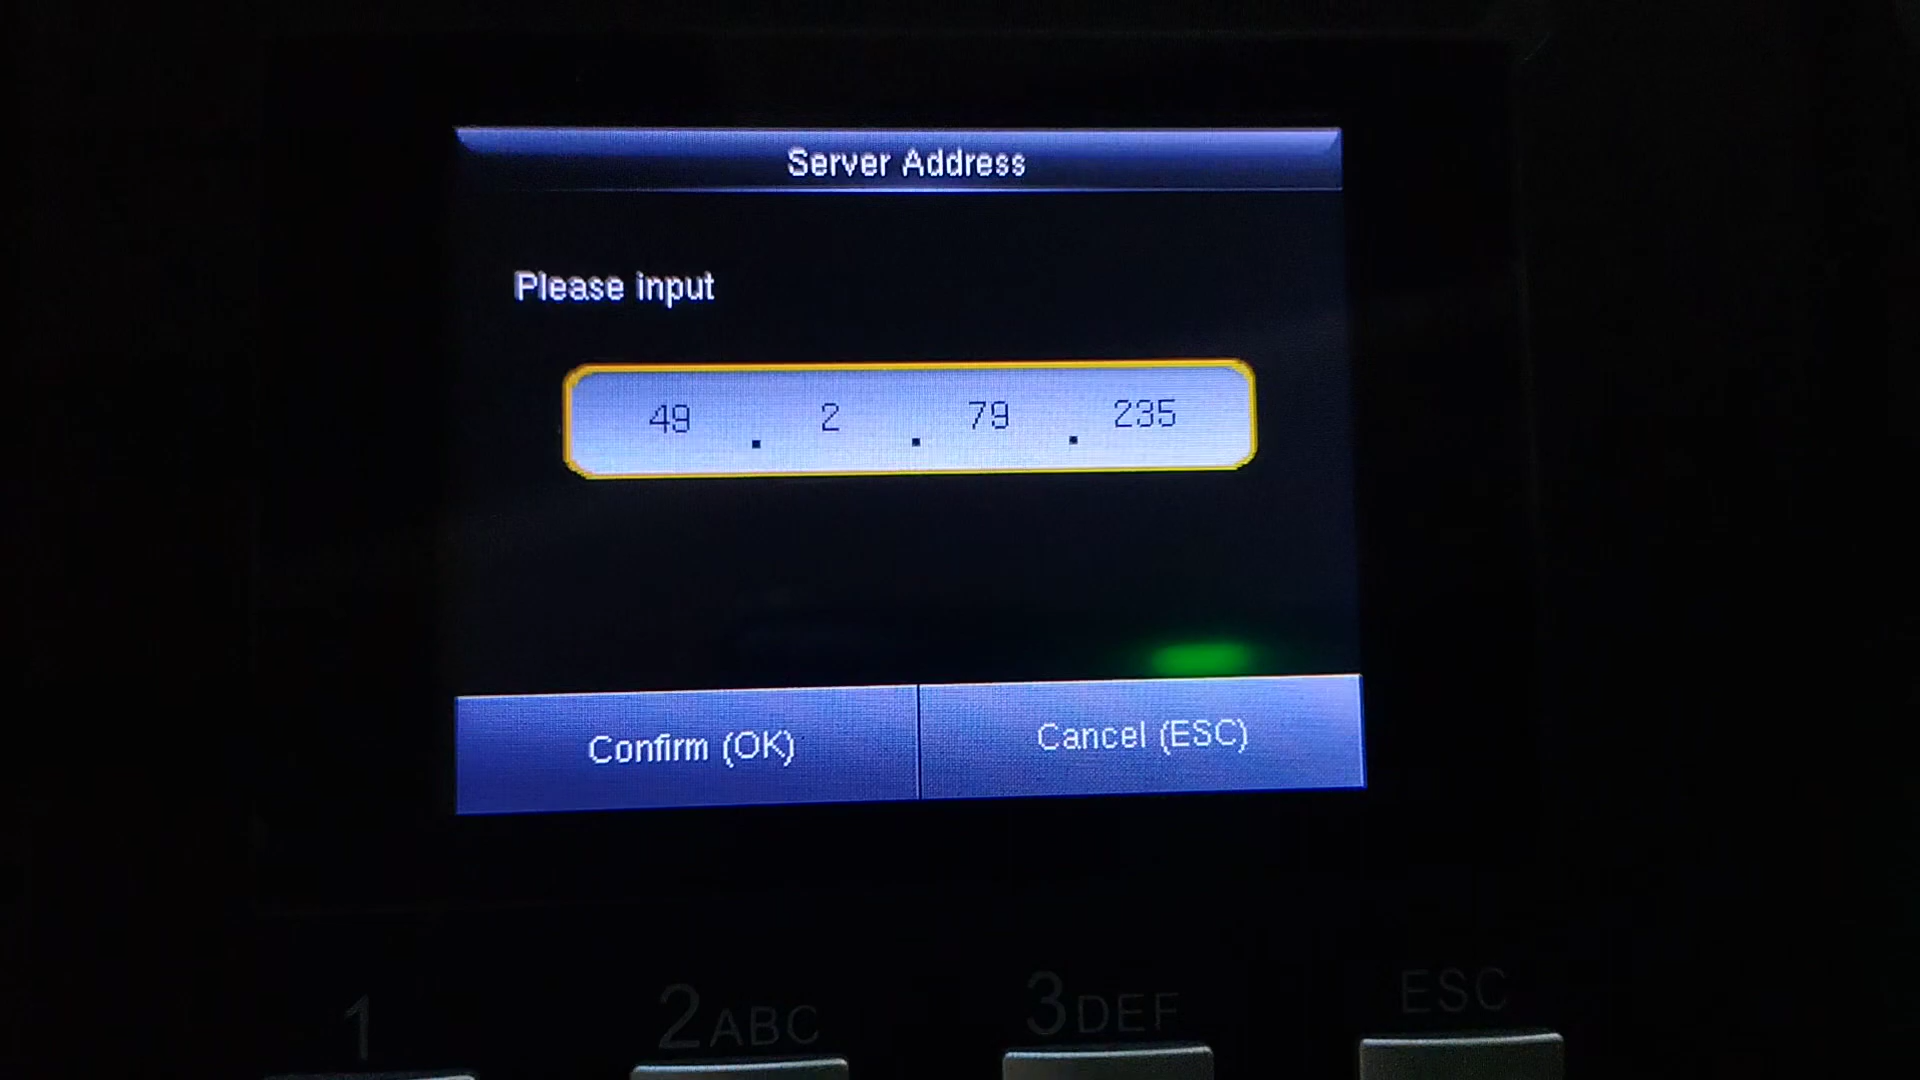 Server Address
Please input
49 . 2 . 79 . 235
Confirm (OK) Cancel (ESC)
1 2ABC 3DEF ESC